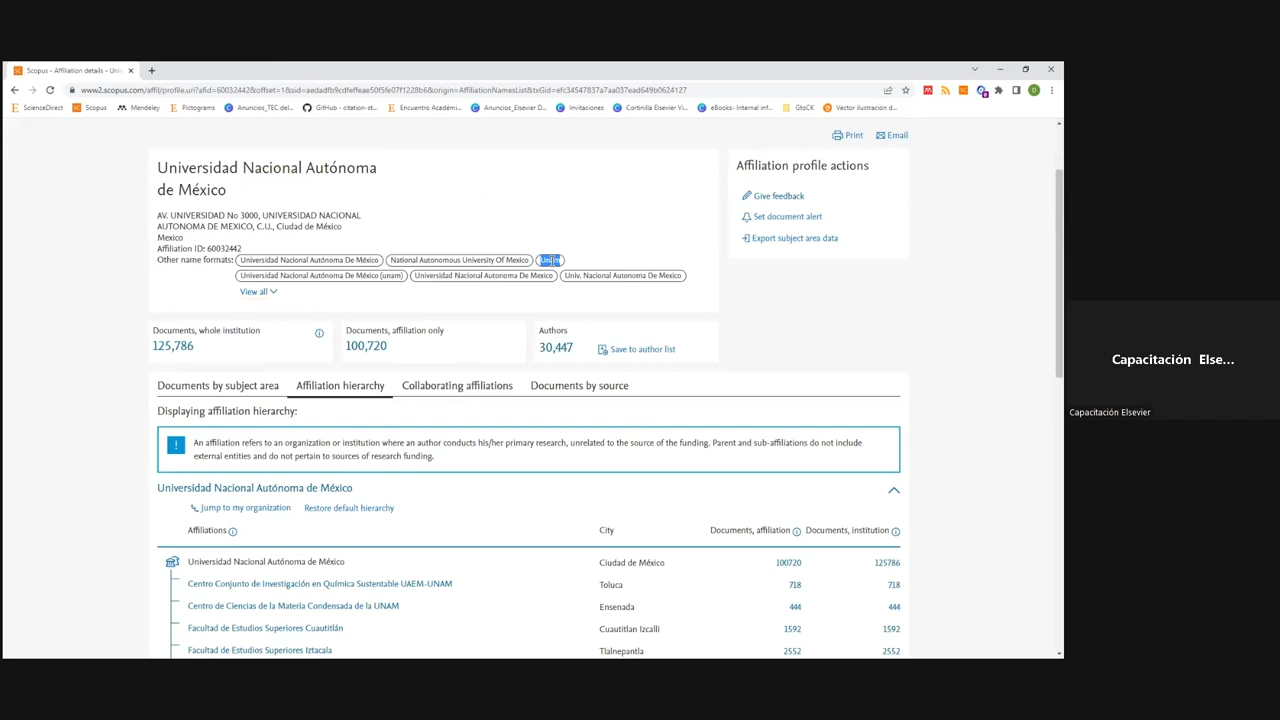 Scopus - Affiliation details - Uni
www2.scopus.com/affil/profile.uri?afid=60032442&offset=1&sid=aedadfb9cdfeffeae50f5fe07f1228b6&origin=AffiliationNamesList&txGid=efc34547837a7aa037ead649b0624127
ScienceDirect Scopus Mendeley Pictograms Anuncios_TEC del... GitHub - citation-st... Encuentro Académi... Anuncios_Elsevier D... Invitaciones Cortinilla Elsevier Vi... eBooks- Internal inf... GtoCK Vector ilustración d...
Print Email
Universidad Nacional Autónoma
de México
Affiliation profile actions
Give feedback
Set document alert
Export subject area data
AV. UNIVERSIDAD No 3000, UNIVERSIDAD NACIONAL
AUTONOMA DE MEXICO, C.U., Ciudad de México
Mexico
Affiliation ID: 60032442
Other name formats: Universidad Nacional Autónoma De México National Autonomous University Of Mexico
Universidad Nacional Autónoma De México (unam) Universidad Nacional Autonoma De Mexico Univ. Nacional Autonoma De Mexico
View all
Documents, whole institution Documents, affiliation only Authors
125,786 100,720 30,447 Save to author list
Documents by subject area Affiliation hierarchy Collaborating affiliations Documents by source
Displaying affiliation hierarchy:
! An affiliation refers to an organization or institution where an author conducts his/her primary research, unrelated to the source of the funding. Parent and sub-affiliations do not include
external entities and do not pertain to sources of research funding.
Universidad Nacional Autónoma de México
Jump to my organization Restore default hierarchy
Affiliations City Documents, affiliation Documents, institution
Universidad Nacional Autónoma de México Ciudad de México 100720 125786
Centro Conjunto de Investigación en Química Sustentable UAEM-UNAM Toluca 718 718
Centro de Ciencias de la Materia Condensada de la UNAM Ensenada 444 444
Facultad de Estudios Superiores Cuautitlán Cuautitlan Izcalli 1592 1592
Facultad de Estudios Superiores Iztacala Tlalnepantla 2552 2552
Capacitación Else...
Capacitación Elsevier